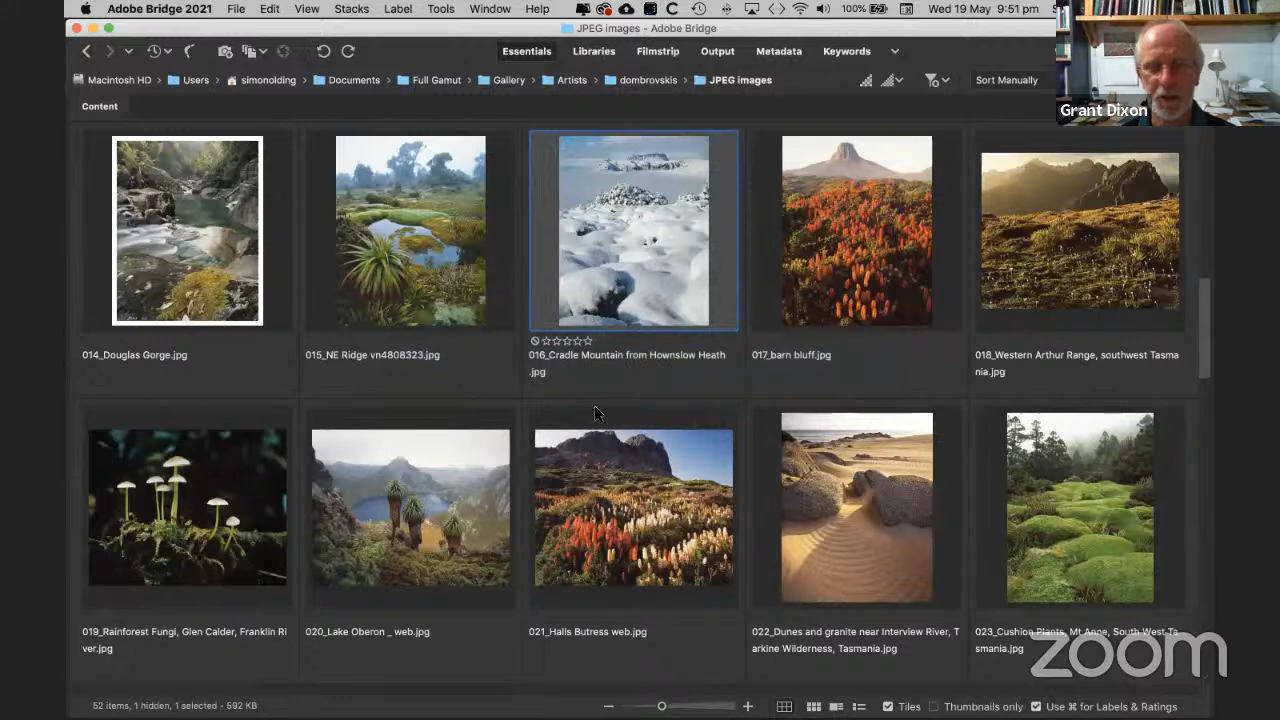 Adobe Bridge 2021 File Edit View Stacks Label Tools Window Help 100% Wed 19 May 9:51 pm
JPEG images - Adobe Bridge
Essentials Libraries Filmstrip Output Metadata Keywords
Macintosh HD Users simonolding Documents Full Gamut Gallery Artists dombrovskis JPEG images Sort Manually
Grant Dixon
Content
014_Douglas Gorge.jpg
015_NE Ridge vn4808323.jpg
016_Cradle Mountain from Hownslow Heath
.jpg
017_barn bluff.jpg
018_Western Arthur Range, southwest Tasma
nia.jpg
019_Rainforest Fungi, Glen Calder, Franklin Ri
ver.jpg
020_Lake Oberon _ web.jpg
021_Halls Butress web.jpg
022_Dunes and granite near Interview River, T
arkine Wilderness, Tasmania.jpg
023_Cushion Plants, Mt Anne, South West Ta
smania.jpg
zoom
52 items, 1 hidden, 1 selected - 592 KB
Tiles Thumbnails only Use ⌘ for Labels & Ratings